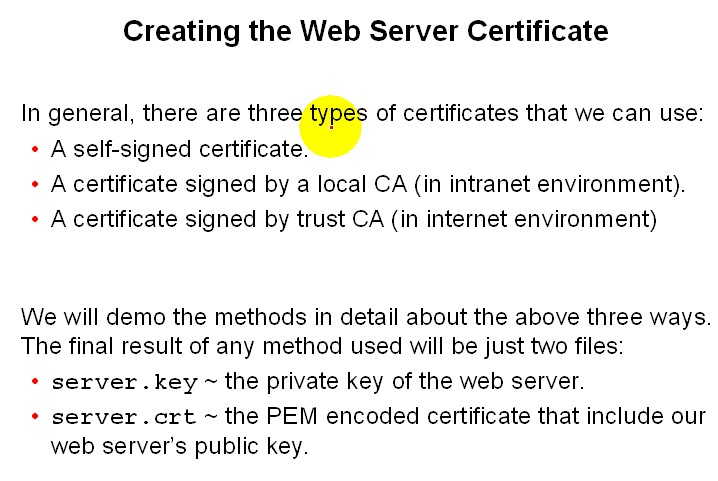 Creating the Web Server Certificate
In general, there are three types of certificates that we can use:
• A self-signed certificate.
• A certificate signed by a local CA (in intranet environment).
• A certificate signed by trust CA (in internet environment)
We will demo the methods in detail about the above three ways.
The final result of any method used will be just two files:
• server.key ~ the private key of the web server.
• server.crt ~ the PEM encoded certificate that include our
web server's public key.